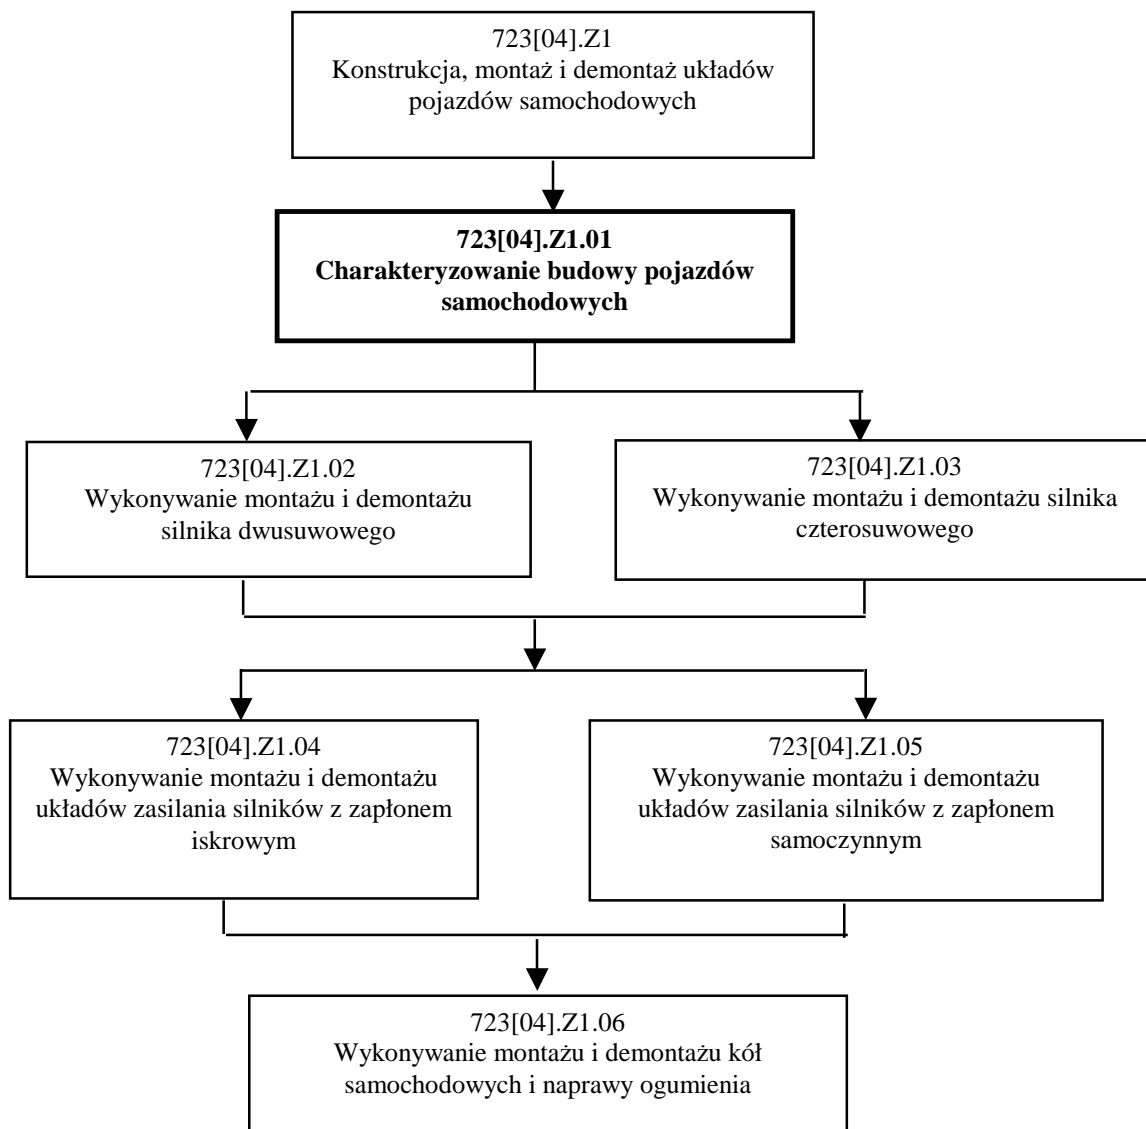 723[04].Z1
Konstrukcja, montaż i demontaż układów
pojazdów samochodowych
723[04].Z1.01
Charakteryzowanie budowy pojazdów
samochodowych
723[04].Z1.02
Wykonywanie montażu i demontażu
silnika dwusuwowego
723[04].Z1.03
Wykonywanie montażu i demontażu silnika
czterosuwowego
723[04].Z1.04
Wykonywanie montażu i demontażu
układów zasilania silników z zapłonem
iskrowym
723[04].Z1.05
Wykonywanie montażu i demontażu
układów zasilania silników z zapłonem
samoczynnym
723[04].Z1.06
Wykonywanie montażu i demontażu kół
samochodowych i naprawy ogumienia